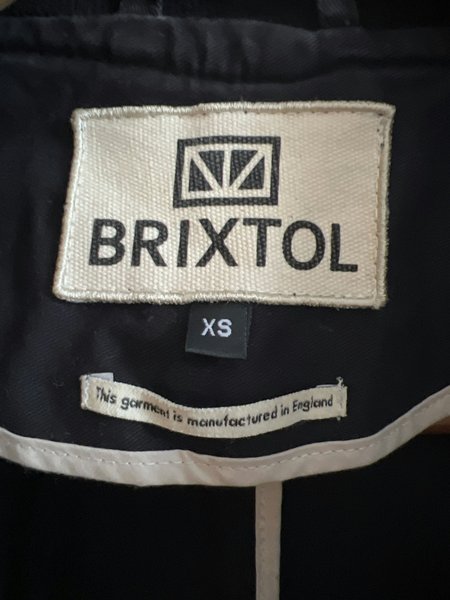 BRIXTOL
XS
This garment is manufactured in England